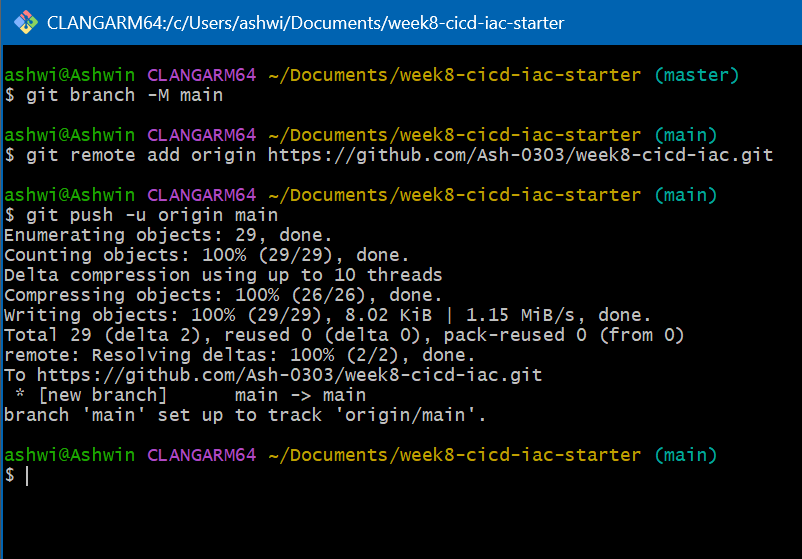 CLANGARM64:/c/Users/ashwi/Documents/week8-cicd-iac-starter
ashwi@Ashwin CLANGARM64 ~/Documents/week8-cicd-iac-starter (master)
$ git branch -M main
ashwi@Ashwin CLANGARM64 ~/Documents/week8-cicd-iac-starter (main)
$ git remote add origin https://github.com/Ash-0303/week8-cicd-iac.git
ashwi@Ashwin CLANGARM64 ~/Documents/week8-cicd-iac-starter (main)
$ git push -u origin main
Enumerating objects: 29, done.
Counting objects: 100% (29/29), done.
Delta compression using up to 10 threads
Compressing objects: 100% (26/26), done.
Writing objects: 100% (29/29), 8.02 KiB | 1.15 MiB/s, done.
Total 29 (delta 2), reused 0 (delta 0), pack-reused 0 (from 0)
remote: Resolving deltas: 100% (2/2), done.
To https://github.com/Ash-0303/week8-cicd-iac.git
 * [new branch]      main -> main
branch 'main' set up to track 'origin/main'.
ashwi@Ashwin CLANGARM64 ~/Documents/week8-cicd-iac-starter (main)
$